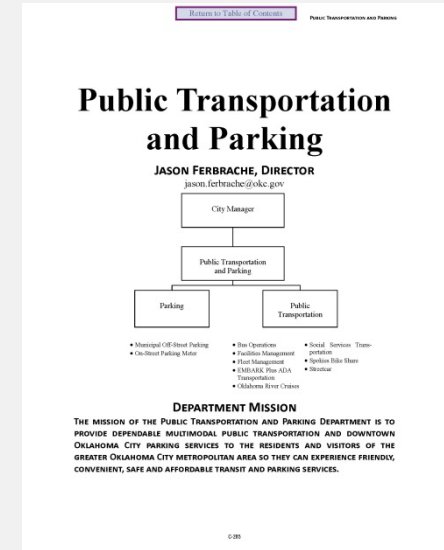 Return to Table of Contents
PUBLIC TRANSPORTATION AND PARKING
Public Transportation
and Parking
JASON FERBRACHE, DIRECTOR
jason.ferbrache@okc.gov
City Manager
Public Transportation
and Parking
Parking
Public
Transportation
• Municipal Off-Street Parking
• On-Street Parking Meter
• Bus Operations
• Facilities Management
• Fleet Management
• EMBARK Plus ADA
Transportation
• Oklahoma River Cruises
• Social Services Trans-
portation
• Spokies Bike Share
• Streetcar
DEPARTMENT MISSION
THE MISSION OF THE PUBLIC TRANSPORTATION AND PARKING DEPARTMENT IS TO
PROVIDE DEPENDABLE MULTIMODAL PUBLIC TRANSPORTATION AND DOWNTOWN
OKLAHOMA CITY PARKING SERVICES TO THE RESIDENTS AND VISITORS OF THE
GREATER OKLAHOMA CITY METROPOLITAN AREA SO THEY CAN EXPERIENCE FRIENDLY,
CONVENIENT, SAFE AND AFFORDABLE TRANSIT AND PARKING SERVICES.